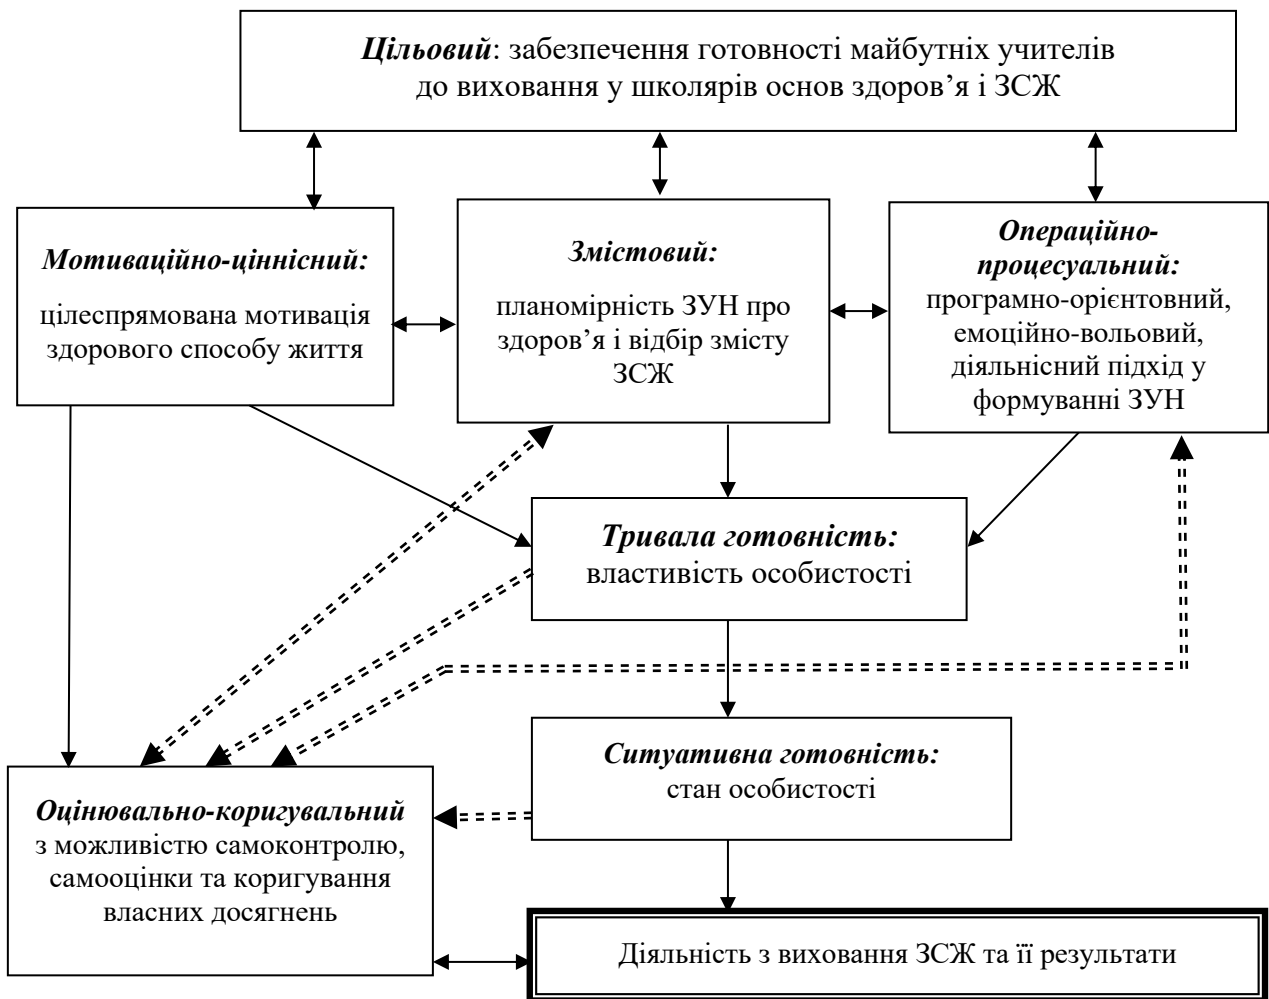 Цільовий: забезпечення готовності майбутніх учителів
до виховання у школярів основ здоров’я і ЗСЖ
Мотиваційно-ціннісний:
цілеспрямована мотивація
здорового способу життя
Змістовий:
планомірність ЗУН про
здоров’я і відбір змісту
ЗСЖ
Операційно-
процесуальний:
програмно-орієнтовний,
емоційно-вольовий,
діяльнісний підхід у
формуванні ЗУН
Тривала готовність:
властивість особистості
Ситуативна готовність:
стан особистості
Оцінювально-коригувальний
з можливістю самоконтролю,
самооцінки та коригування
власних досягнень
Діяльність з виховання ЗСЖ та її результати